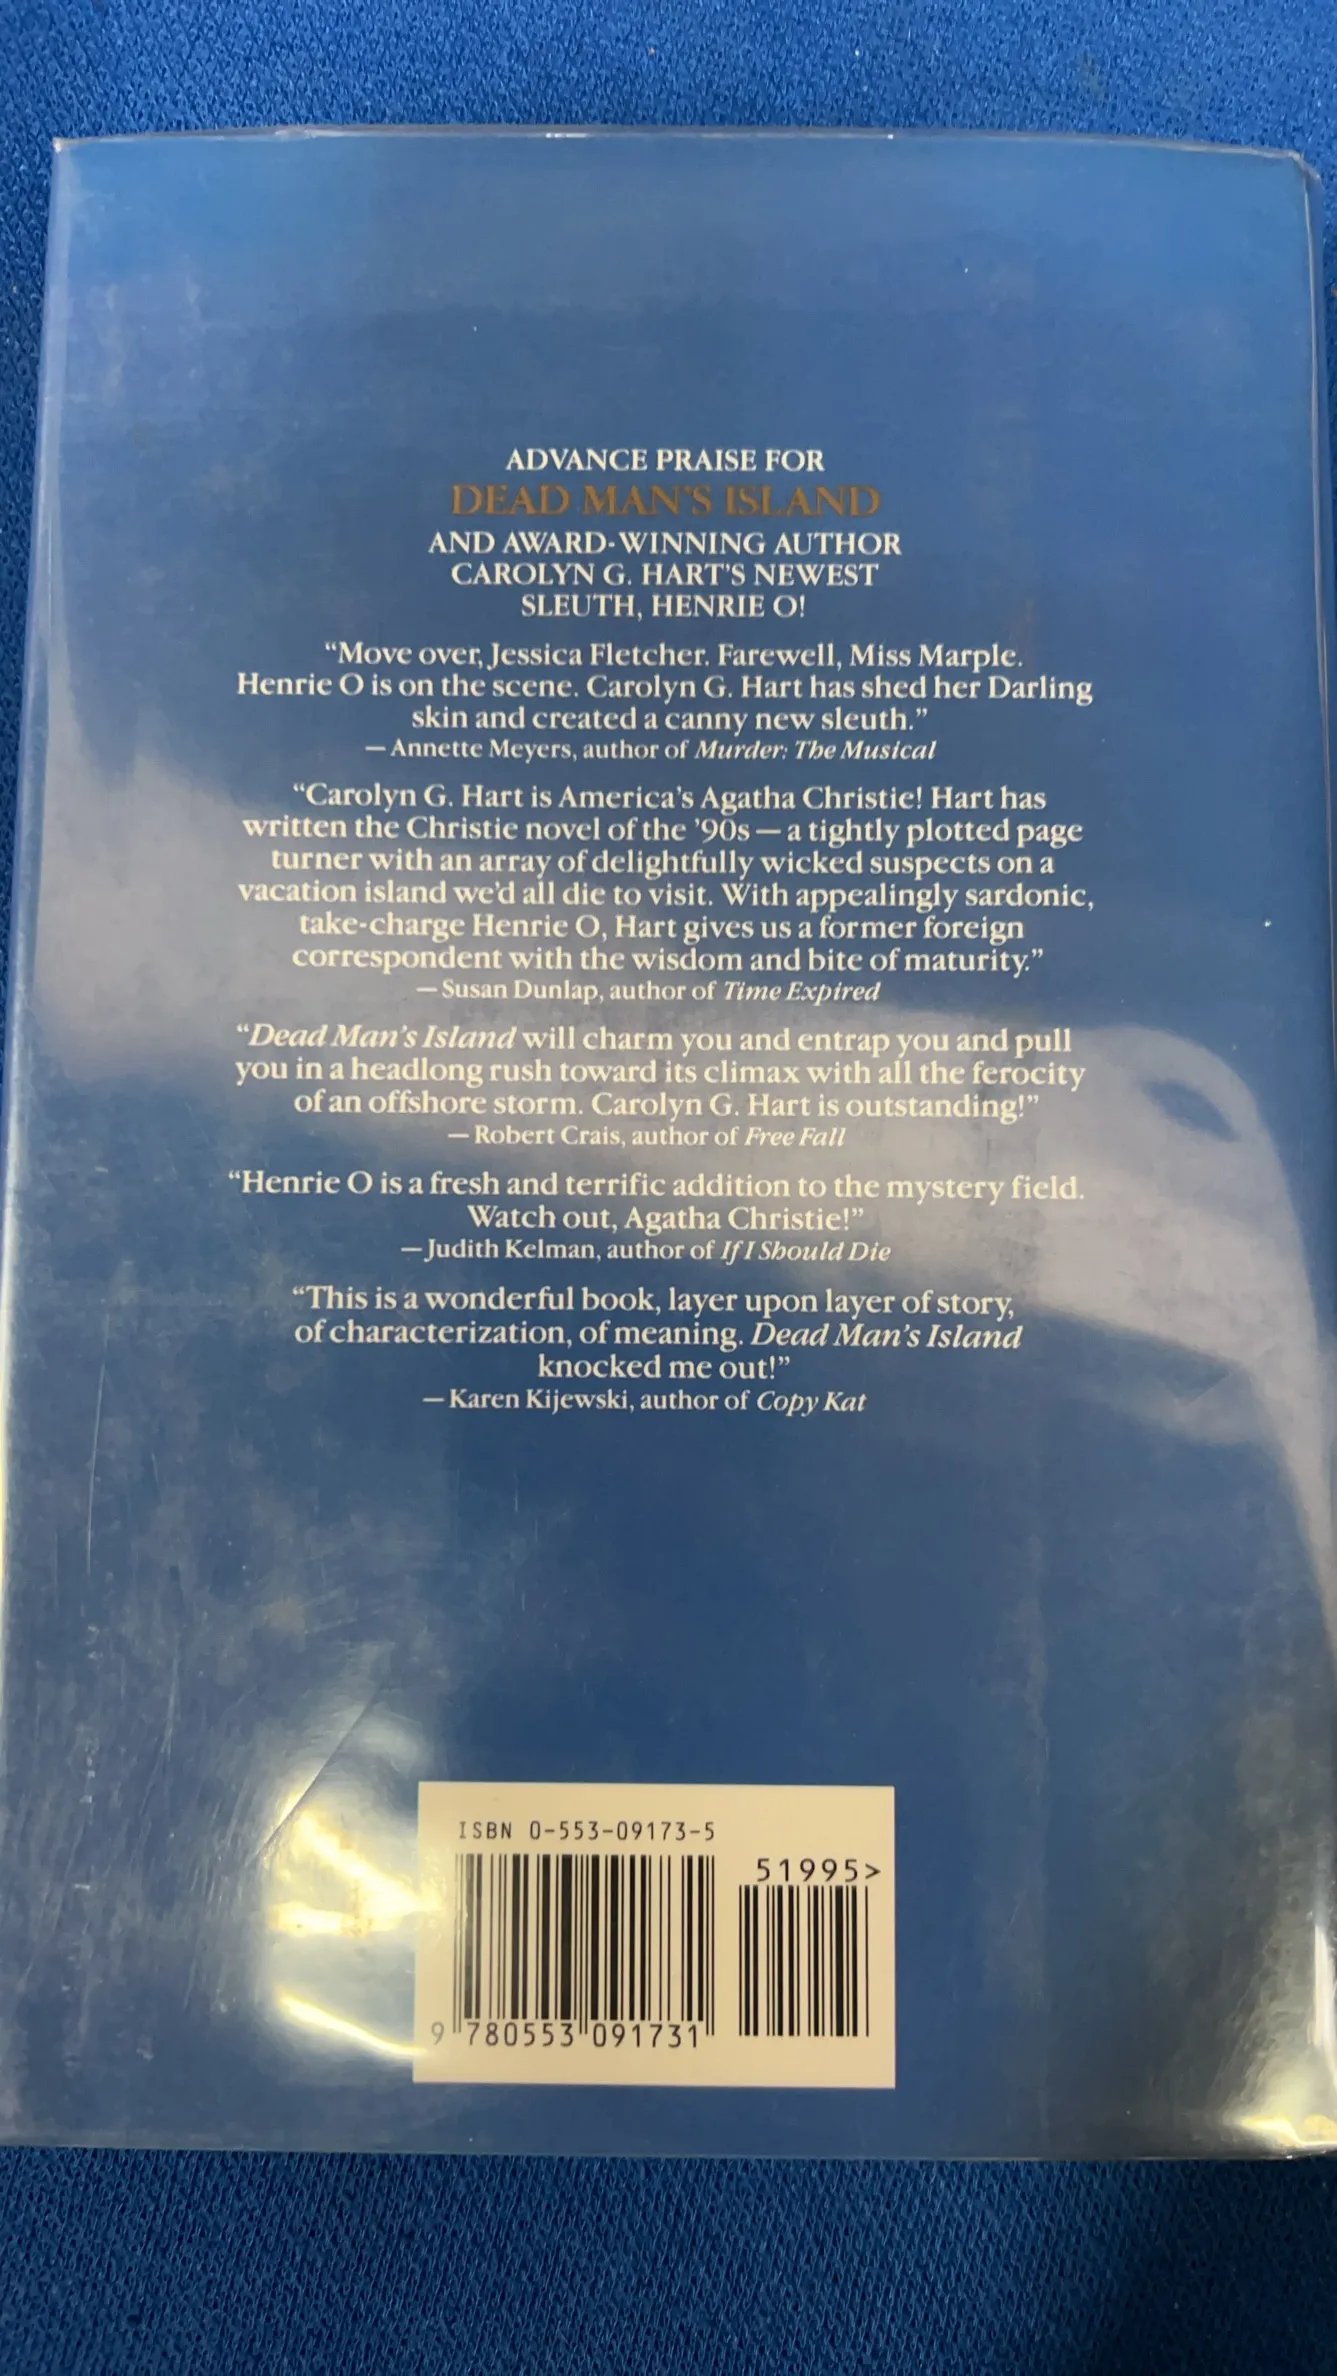 ADVANCE PRAISE FOR
DEAD MAN'S ISLAND
AND AWARD-WINNING AUTHOR
CAROLYN G. HART'S NEWEST
SLEUTH, HENRIE O!
“Move over, Jessica Fletcher. Farewell, Miss Marple.
Henrie O is on the scene. Carolyn G. Hart has shed her Darling
skin and created a canny new sleuth.”
— Annette Meyers, author of Murder: The Musical
“Carolyn G. Hart is America's Agatha Christie! Hart has
written the Christie novel of the '90s — a tightly plotted page
turner with an array of delightfully wicked suspects on a
vacation island we'd all die to visit. With appealingly sardonic,
take-charge Henrie O, Hart gives us a former foreign
correspondent with the wisdom and bite of maturity.”
— Susan Dunlap, author of Time Expired
“Dead Man's Island will charm you and entrap you and pull
you in a headlong rush toward its climax with all the ferocity
of an offshore storm. Carolyn G. Hart is outstanding!”
— Robert Crais, author of Free Fall
“Henrie O is a fresh and terrific addition to the mystery field.
Watch out, Agatha Christie!”
— Judith Kelman, author of If I Should Die
“This is a wonderful book, layer upon layer of story,
of characterization, of meaning. Dead Man's Island
knocked me out!”
— Karen Kijewski, author of Copy Kat
ISBN 0-553-09173-5
51995>
9 780553 091731